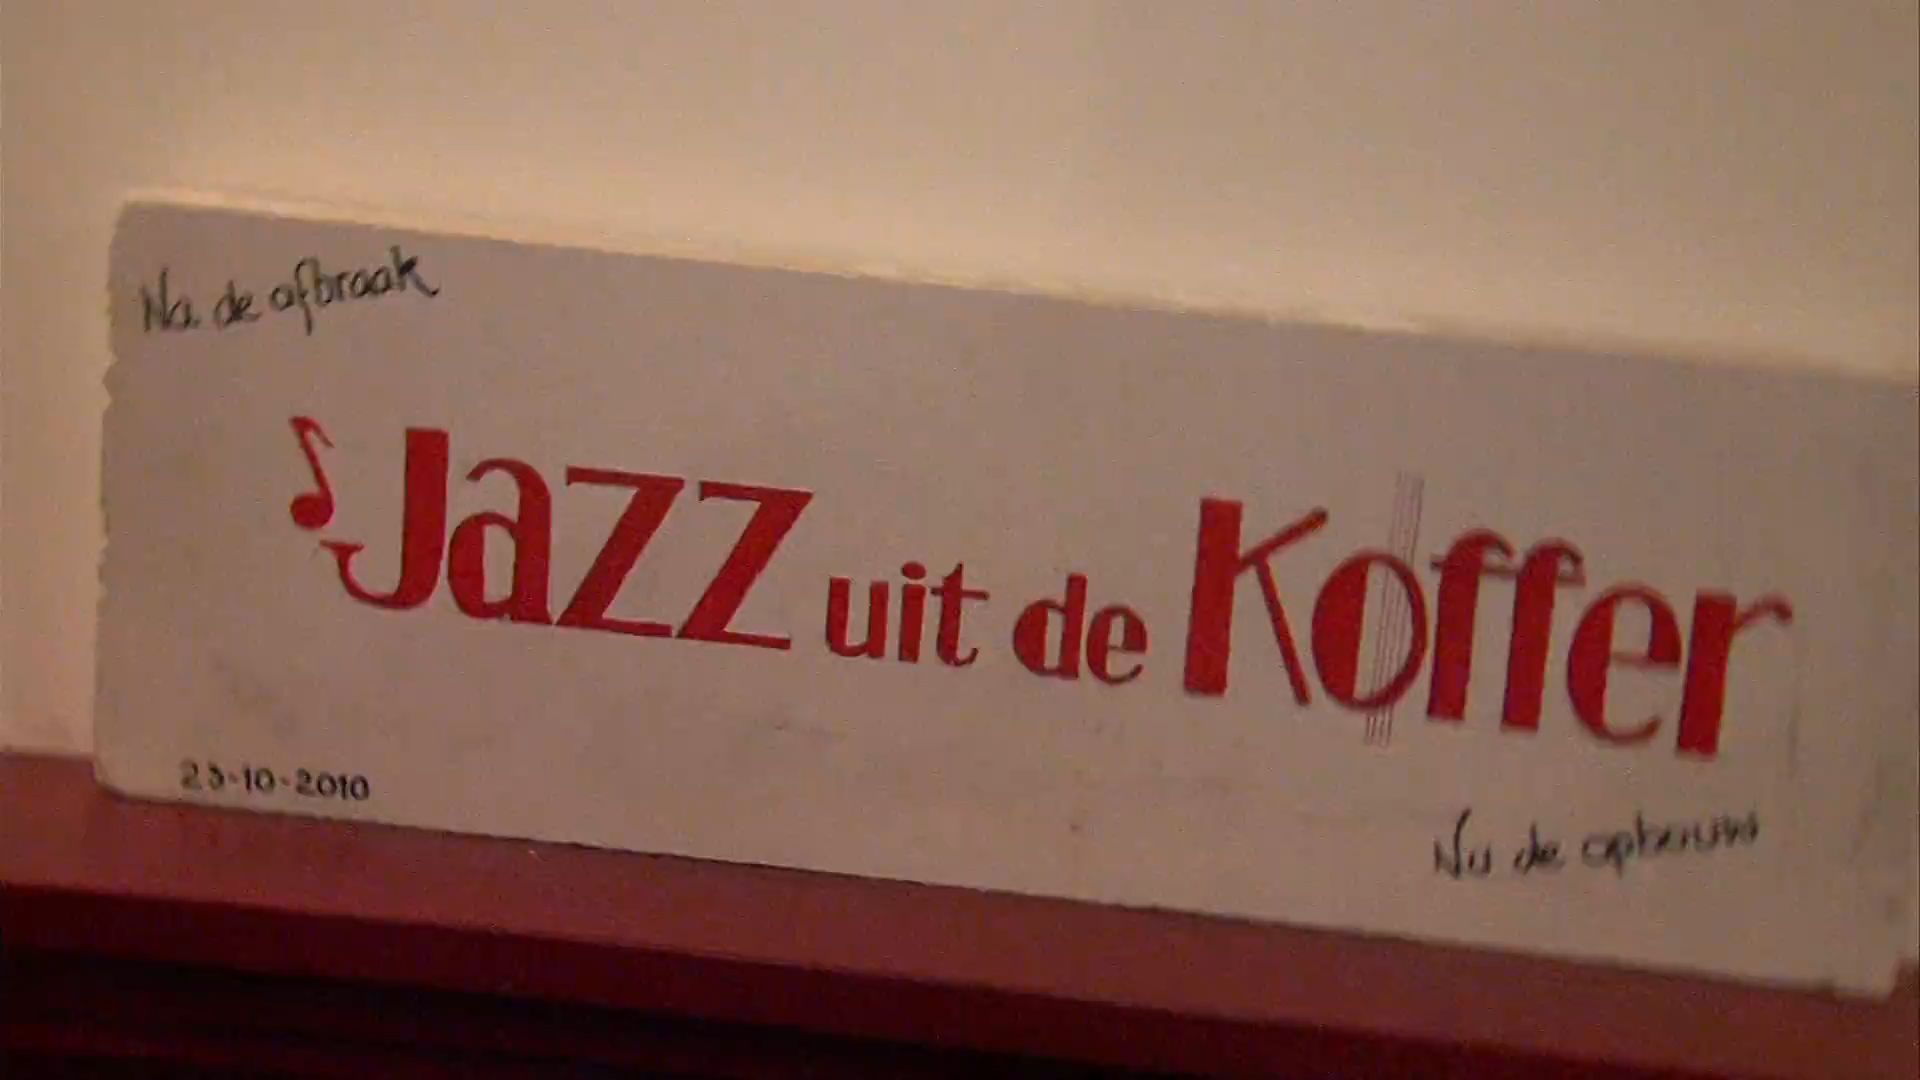 Na de afbraak
Jazz uit de Koffer
23-10-2010
Nu de opbouw